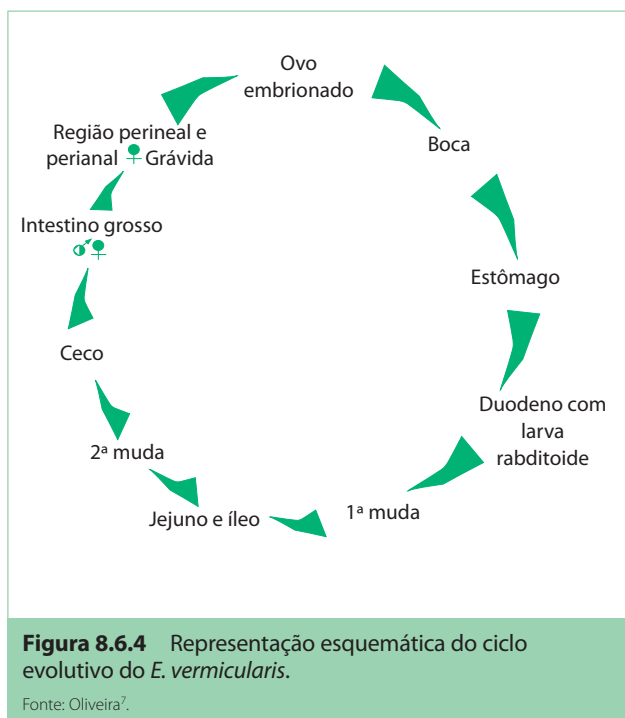 Ovo
embrionado
Boca
Estômago
Duodeno com
larva
rabditoide
1ª muda
Jejuno e íleo
2ª muda
Ceco
Intestino grosso
♂♀
Região perineal e
perianal ♀ Grávida
Figura 8.6.4 Representação esquemática do ciclo
evolutivo do E. vermicularis.
Fonte: Oliveira⁷.